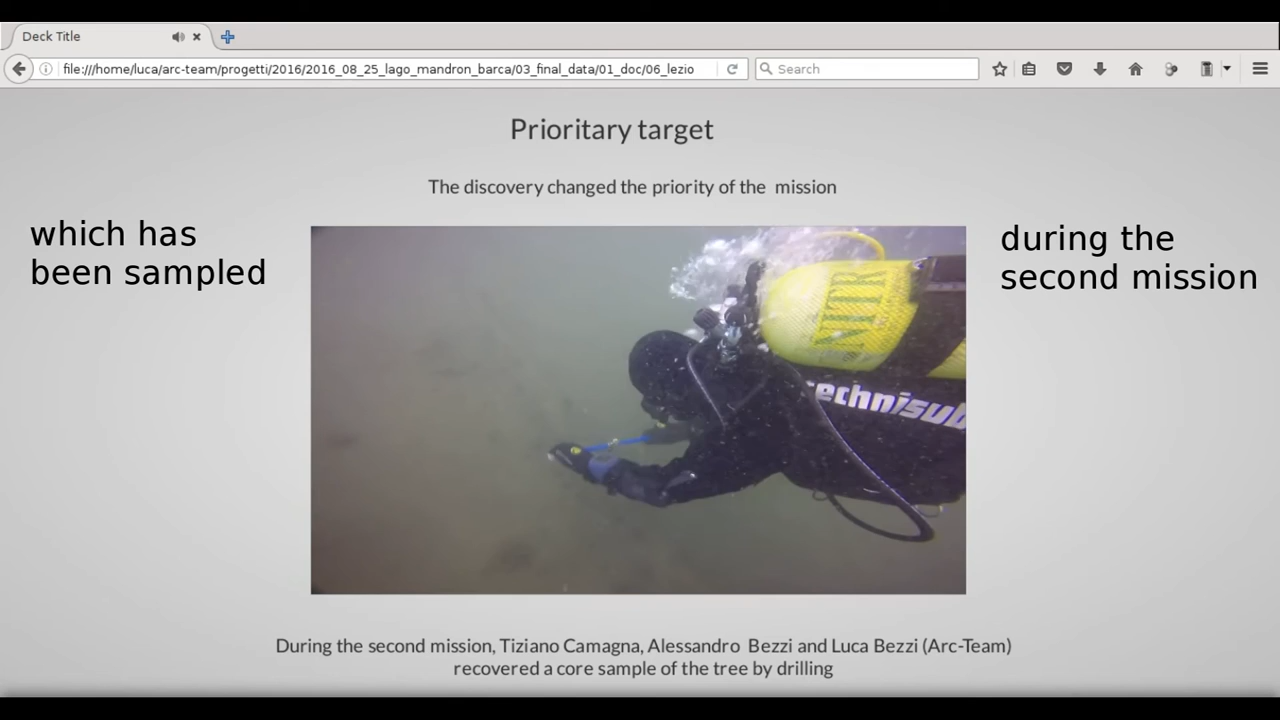 Deck Title
file:///home/luca/arc-team/progetti/2016/2016_08_25_lago_mandron_barca/03_final_data/01_doc/06_lezio
Search
Prioritary target
The discovery changed the priority of the mission
which has
been sampled
during the
second mission
NITR
technisub
During the second mission, Tiziano Camagna, Alessandro Bezzi and Luca Bezzi (Arc-Team)
recovered a core sample of the tree by drilling